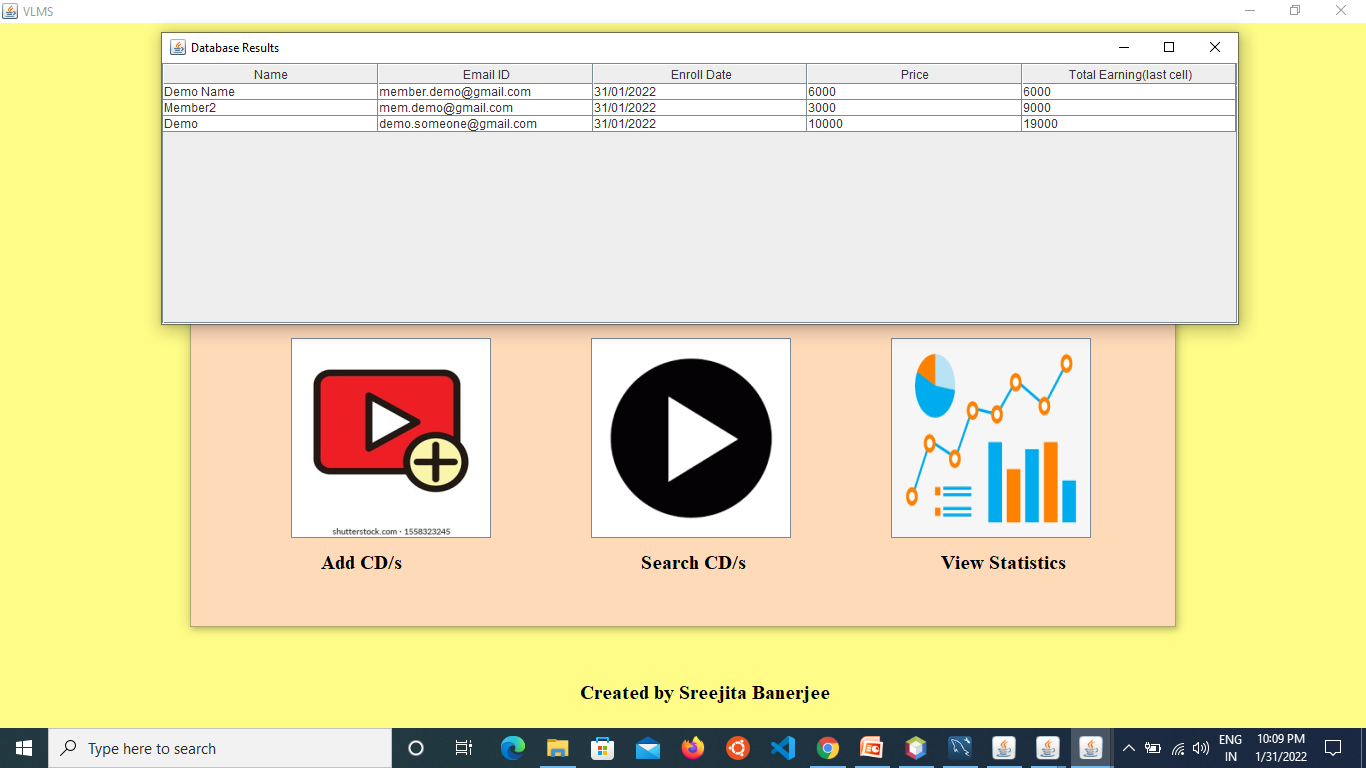 VLMS
Database Results
Name Email ID Enroll Date Price Total Earning(last cell)
Demo Name member.demo@gmail.com 31/01/2022 6000 6000
Member2 mem.demo@gmail.com 31/01/2022 3000 9000
Demo demo.someone@gmail.com 31/01/2022 10000 19000
shutterstock.com · 1558323245
Add CD/s Search CD/s View Statistics
Created by Sreejita Banerjee
Type here to search
ENG
IN
10:09 PM
1/31/2022